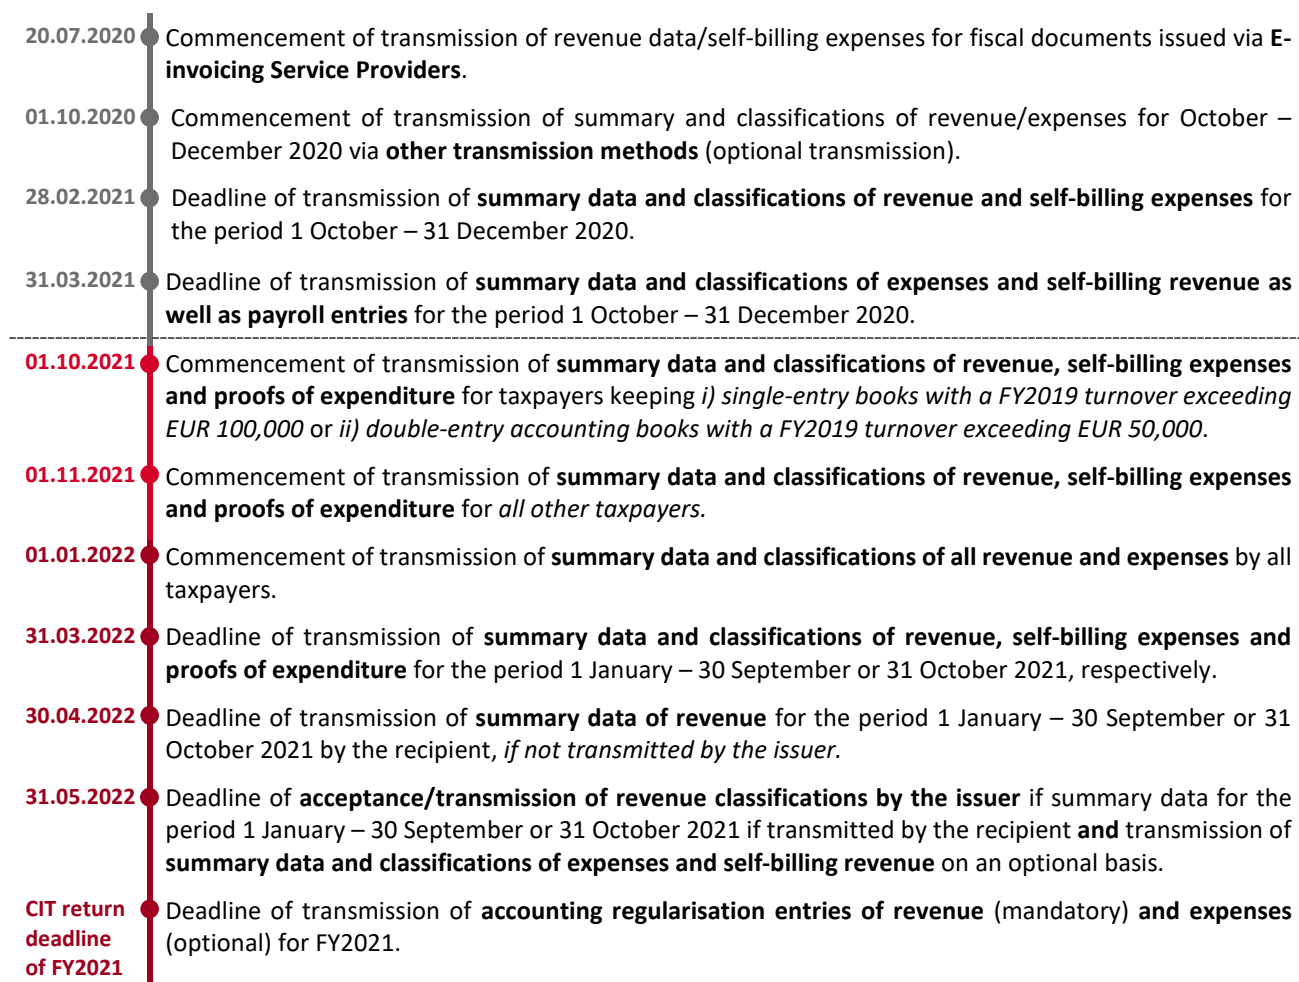 20.07.2020 Commencement of transmission of revenue data/self-billing expenses for fiscal documents issued via E-
invoicing Service Providers.
01.10.2020 Commencement of transmission of summary and classifications of revenue/expenses for October –
December 2020 via other transmission methods (optional transmission).
28.02.2021 Deadline of transmission of summary data and classifications of revenue and self-billing expenses for
the period 1 October – 31 December 2020.
31.03.2021 Deadline of transmission of summary data and classifications of expenses and self-billing revenue as
well as payroll entries for the period 1 October – 31 December 2020.
01.10.2021 Commencement of transmission of summary data and classifications of revenue, self-billing expenses
and proofs of expenditure for taxpayers keeping i) single-entry books with a FY2019 turnover exceeding
EUR 100,000 or ii) double-entry accounting books with a FY2019 turnover exceeding EUR 50,000.
01.11.2021 Commencement of transmission of summary data and classifications of revenue, self-billing expenses
and proofs of expenditure for all other taxpayers.
01.01.2022 Commencement of transmission of summary data and classifications of all revenue and expenses by all
taxpayers.
31.03.2022 Deadline of transmission of summary data and classifications of revenue, self-billing expenses and
proofs of expenditure for the period 1 January – 30 September or 31 October 2021, respectively.
30.04.2022 Deadline of transmission of summary data of revenue for the period 1 January – 30 September or 31
October 2021 by the recipient, if not transmitted by the issuer.
31.05.2022 Deadline of acceptance/transmission of revenue classifications by the issuer if summary data for the
period 1 January – 30 September or 31 October 2021 if transmitted by the recipient and transmission of
summary data and classifications of expenses and self-billing revenue on an optional basis.
CIT return
deadline
of FY2021
Deadline of transmission of accounting regularisation entries of revenue (mandatory) and expenses
(optional) for FY2021.